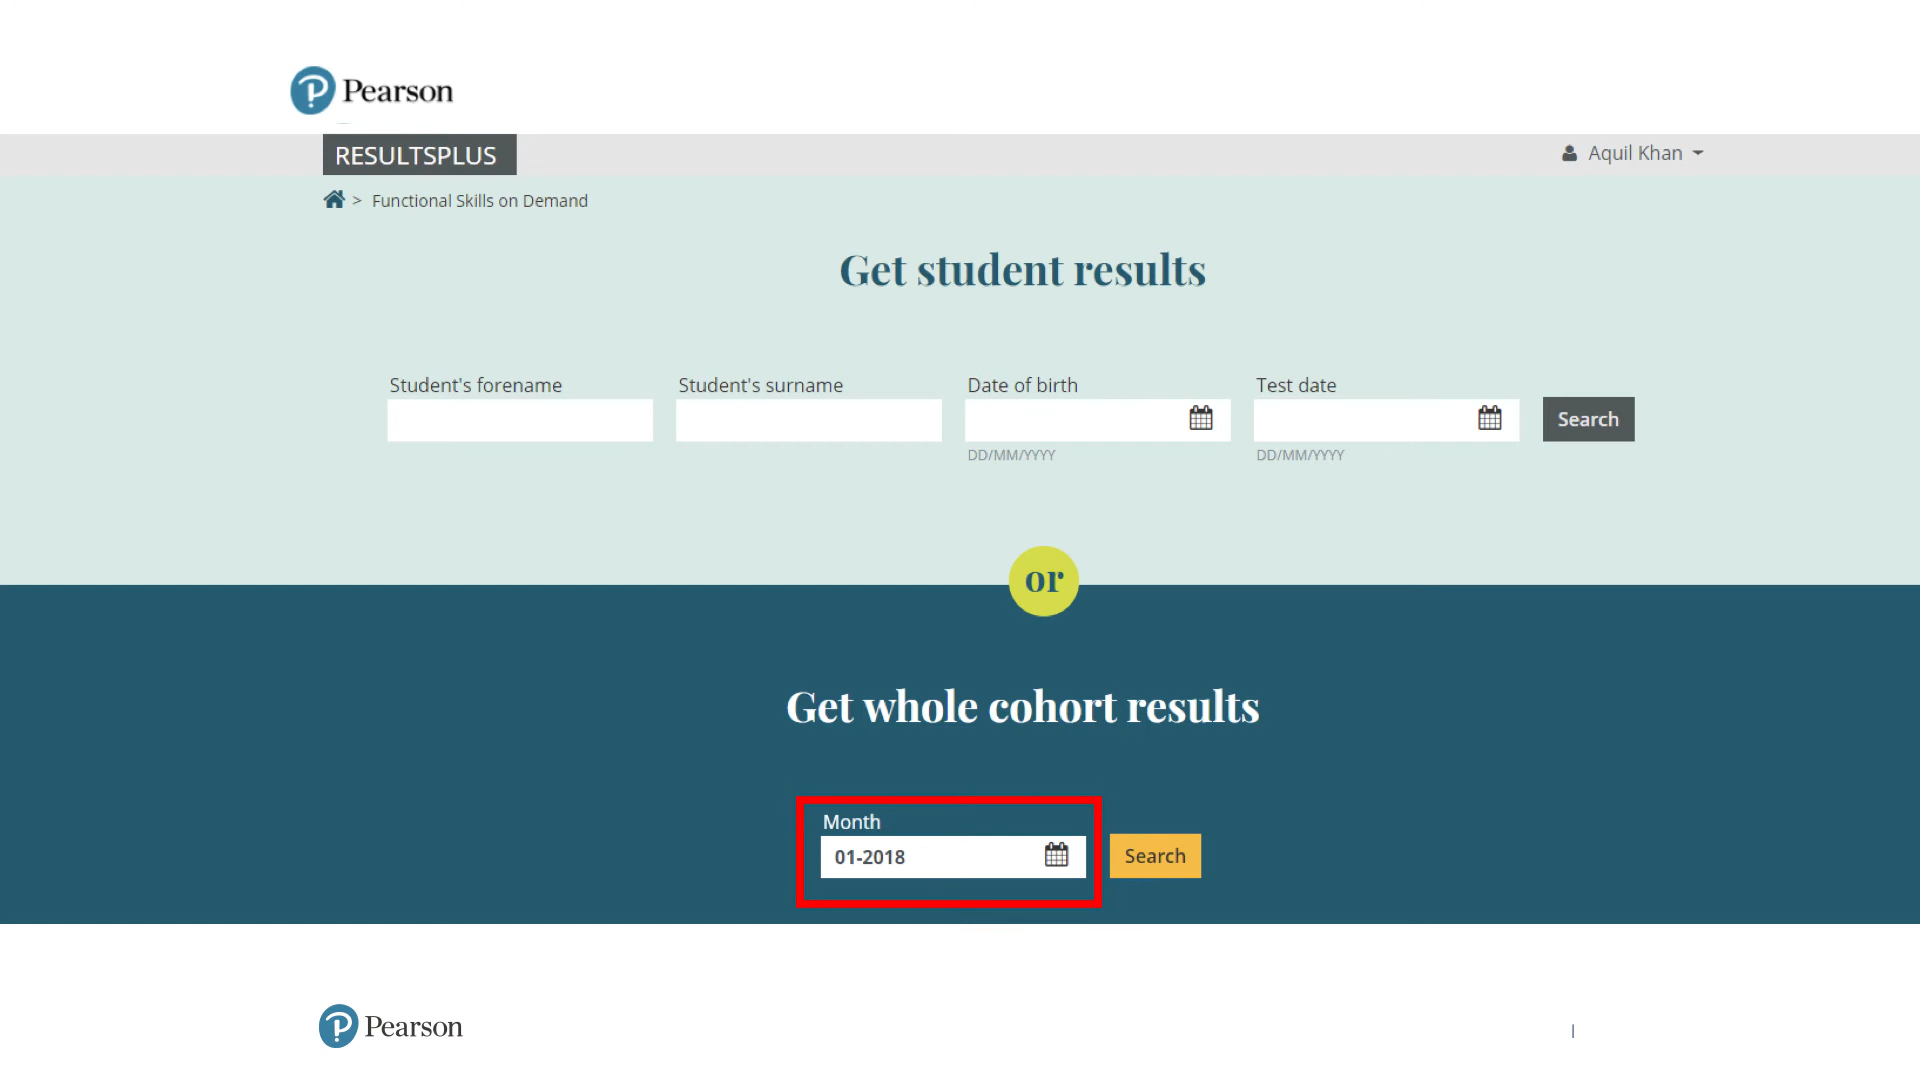 Pearson
RESULTSPLUS
Aquil Khan
> Functional Skills on Demand
Get student results
Student's forename
Student's surname
Date of birth
Test date
Search
DD/MM/YYYY
DD/MM/YYYY
or
Get whole cohort results
Month
01-2018
Search
Pearson
|